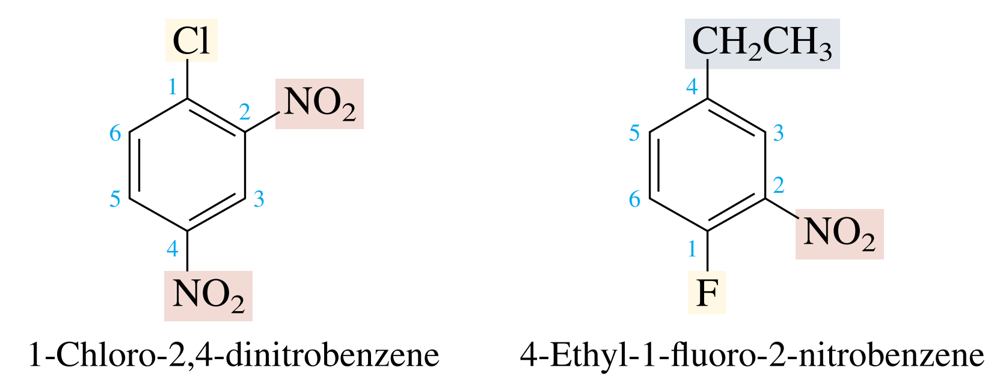 Cl
CH₂CH₃
1
4
2
NO₂
6
5
3
5
3
6
2
4
NO₂
1
NO₂
F
1-Chloro-2,4-dinitrobenzene
4-Ethyl-1-fluoro-2-nitrobenzene